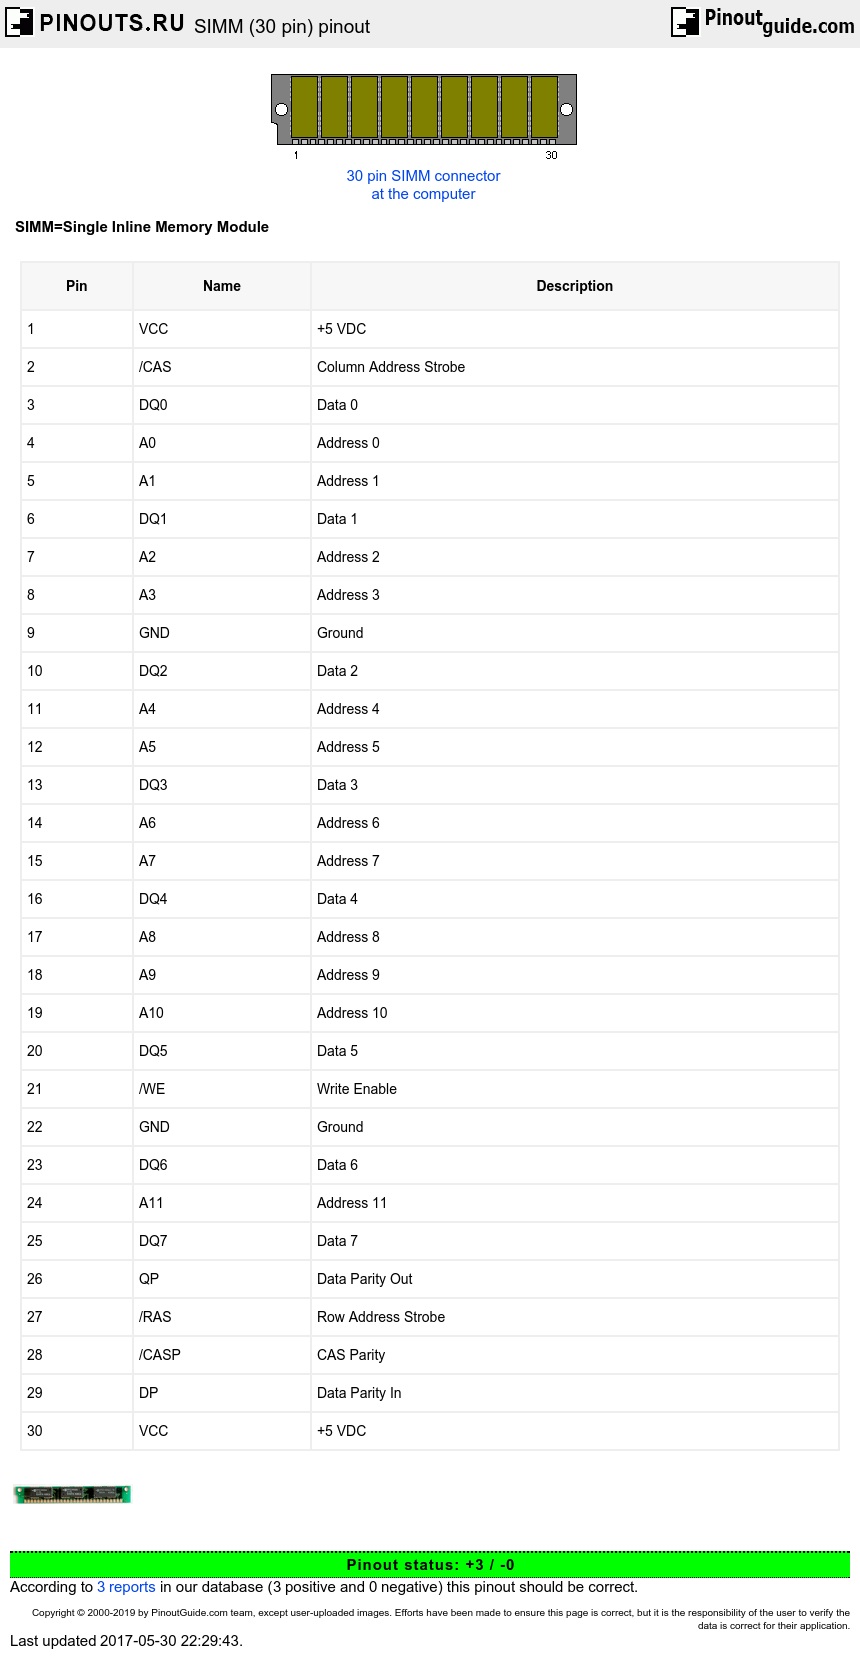 PINOUTS.RU SIMM (30 pin) pinout
Pinout
guide.com
1 30
30 pin SIMM connector
at the computer
SIMM=Single Inline Memory Module
Pin Name Description
1 VCC +5 VDC
2 /CAS Column Address Strobe
3 DQ0 Data 0
4 A0 Address 0
5 A1 Address 1
6 DQ1 Data 1
7 A2 Address 2
8 A3 Address 3
9 GND Ground
10 DQ2 Data 2
11 A4 Address 4
12 A5 Address 5
13 DQ3 Data 3
14 A6 Address 6
15 A7 Address 7
16 DQ4 Data 4
17 A8 Address 8
18 A9 Address 9
19 A10 Address 10
20 DQ5 Data 5
21 /WE Write Enable
22 GND Ground
23 DQ6 Data 6
24 A11 Address 11
25 DQ7 Data 7
26 QP Data Parity Out
27 /RAS Row Address Strobe
28 /CASP CAS Parity
29 DP Data Parity In
30 VCC +5 VDC
Pinout status: +3 / -0
According to 3 reports in our database (3 positive and 0 negative) this pinout should be correct.
Copyright © 2000-2019 by PinoutGuide.com team, except user-uploaded images. Efforts have been made to ensure this page is correct, but it is the responsibility of the user to verify the
data is correct for their application.
Last updated 2017-05-30 22:29:43.